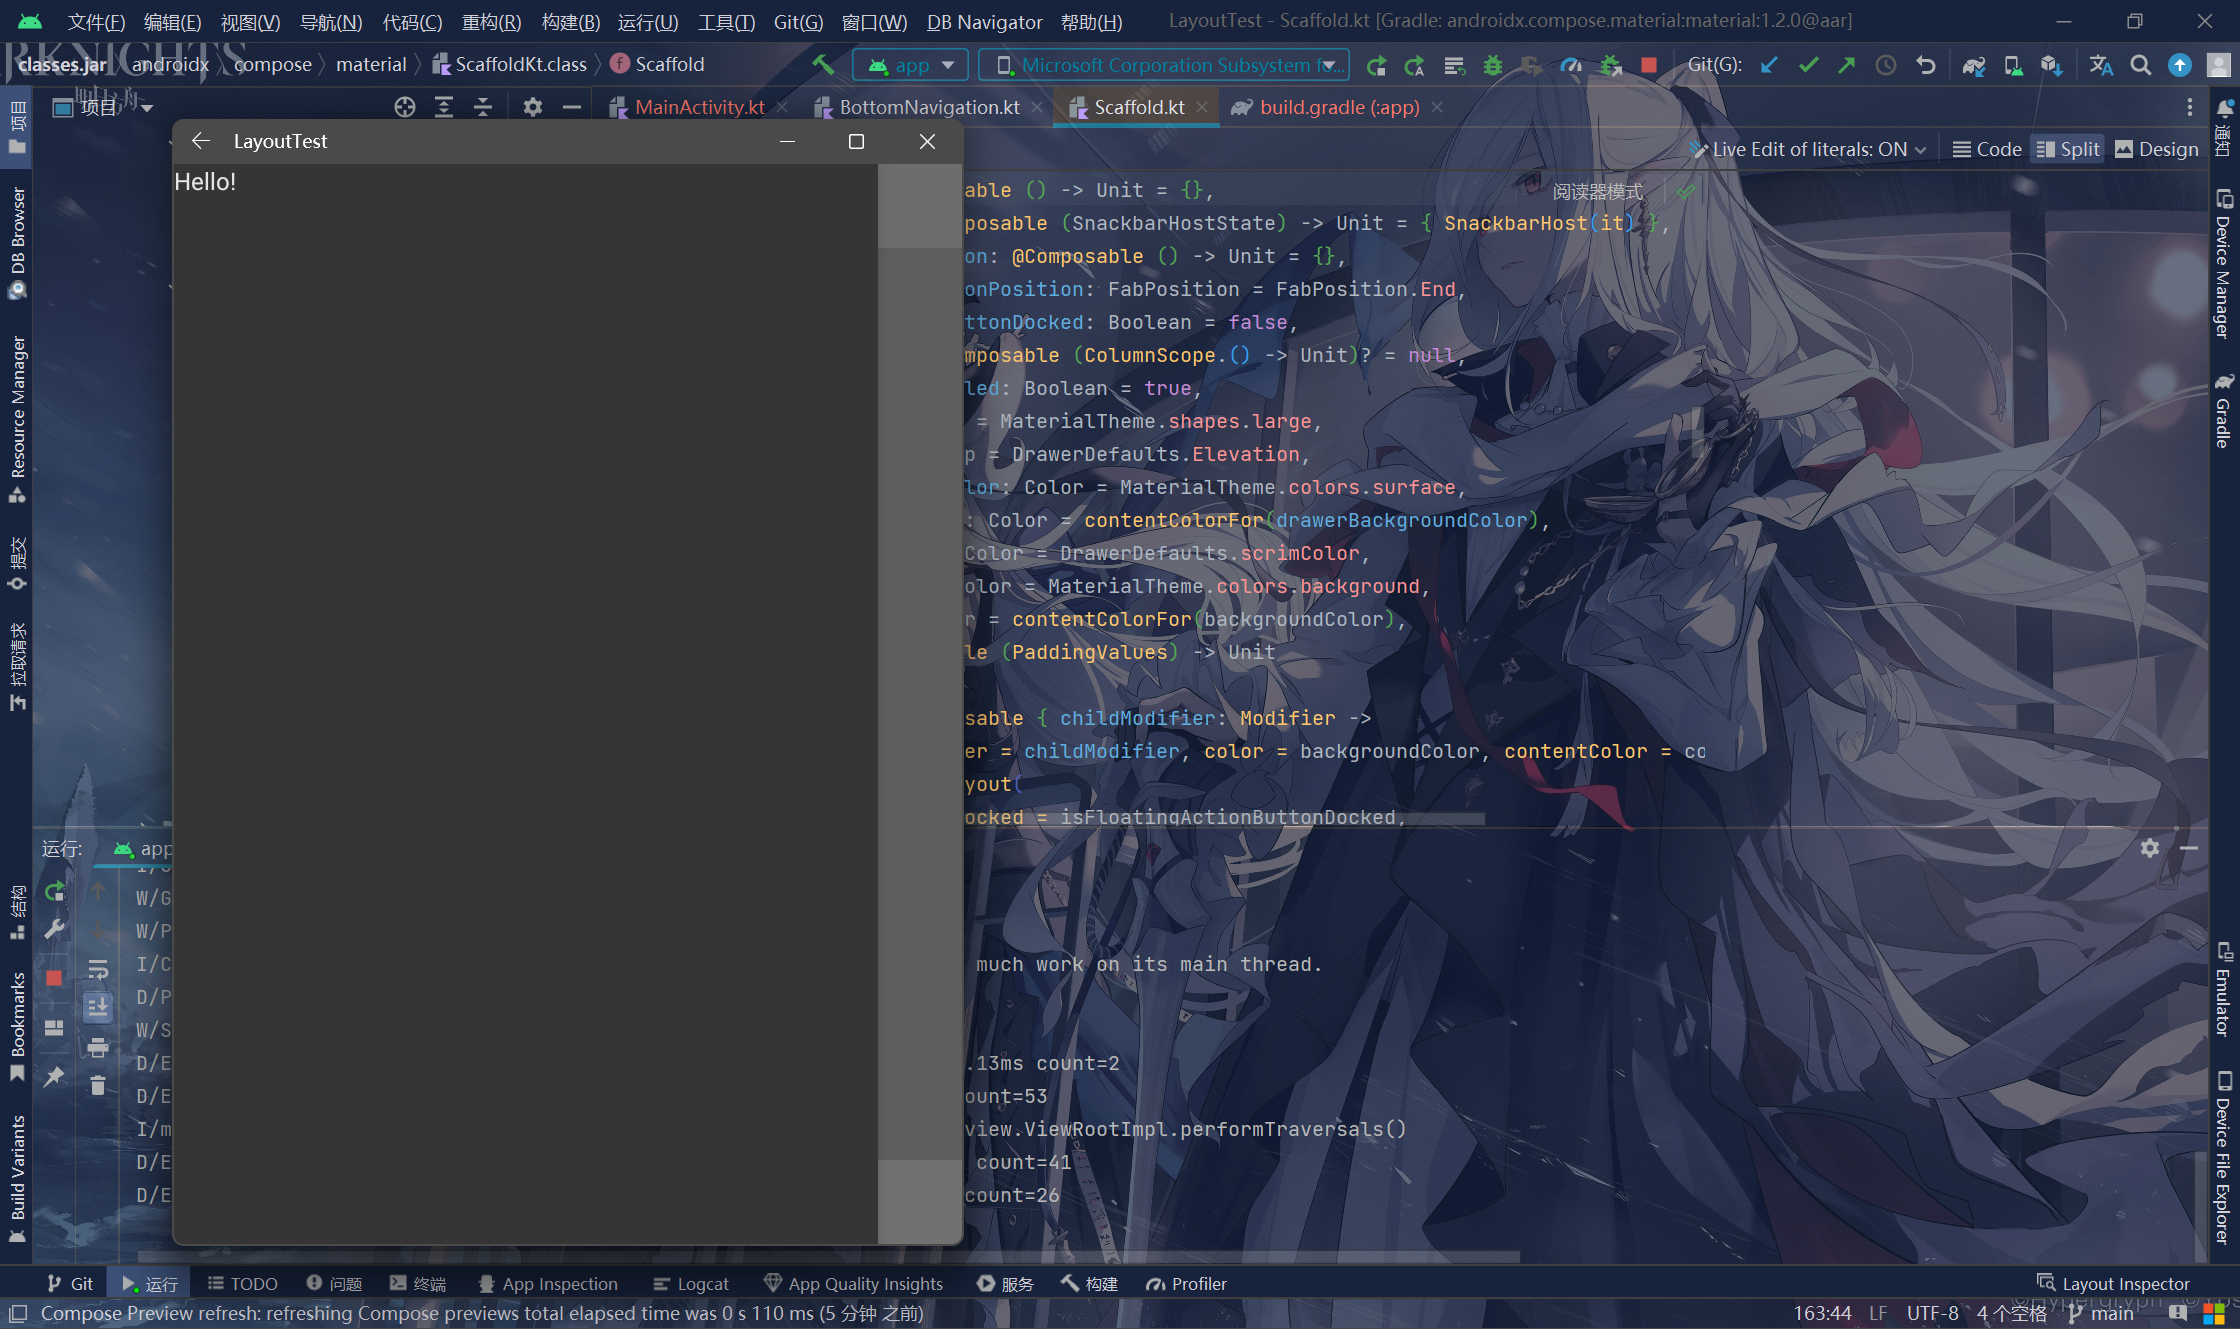 文件(F) 编辑(E) 视图(V) 导航(N) 代码(C) 重构(R) 构建(B) 运行(U) 工具(T) Git(G) 窗口(W) DB Navigator 帮助(H) LayoutTest - Scaffold.kt [Gradle: androidx.compose.material:material:1.2.0@aar]
classes.jar androidx compose material ScaffoldKt.class Scaffold app Microsoft Corporation Subsystem fo... Git(G):
项目 MainActivity.kt BottomNavigation.kt Scaffold.kt build.gradle (:app)
LayoutTest
Live Edit of literals: ON Code Split Design
Hello!
able () -> Unit = {},
阅读器模式
posable (SnackbarHostState) -> Unit = { SnackbarHost(it) },
on: @Composable () -> Unit = {},
onPosition: FabPosition = FabPosition.End,
ttonDocked: Boolean = false,
mposable (ColumnScope.() -> Unit)? = null,
led: Boolean = true,
= MaterialTheme.shapes.large,
p = DrawerDefaults.Elevation,
lor: Color = MaterialTheme.colors.surface,
: Color = contentColorFor(drawerBackgroundColor),
Color = DrawerDefaults.scrimColor,
olor = MaterialTheme.colors.background,
r = contentColorFor(backgroundColor),
le (PaddingValues) -> Unit
sable { childModifier: Modifier ->
er = childModifier, color = backgroundColor, contentColor = co
yout(
ocked = isFloatingActionButtonDocked,
运行: app
W/G
W/P
I/C much work on its main thread.
D/P
W/S
D/E .13ms count=2
D/E ount=53
I/m view.ViewRootImpl.performTraversals()
D/E count=41
D/E count=26
项目
DB Browser
Resource Manager
提交
拉取请求
结构
Bookmarks
Build Variants
通知
Device Manager
Gradle
Emulator
Device File Explorer
Git 运行 TODO 问题 终端 App Inspection Logcat App Quality Insights 服务 构建 Profiler Layout Inspector
Compose Preview refresh: refreshing Compose previews total elapsed time was 0 s 110 ms (5 分钟 之前) 163:44 LF UTF-8 4 个空格 main